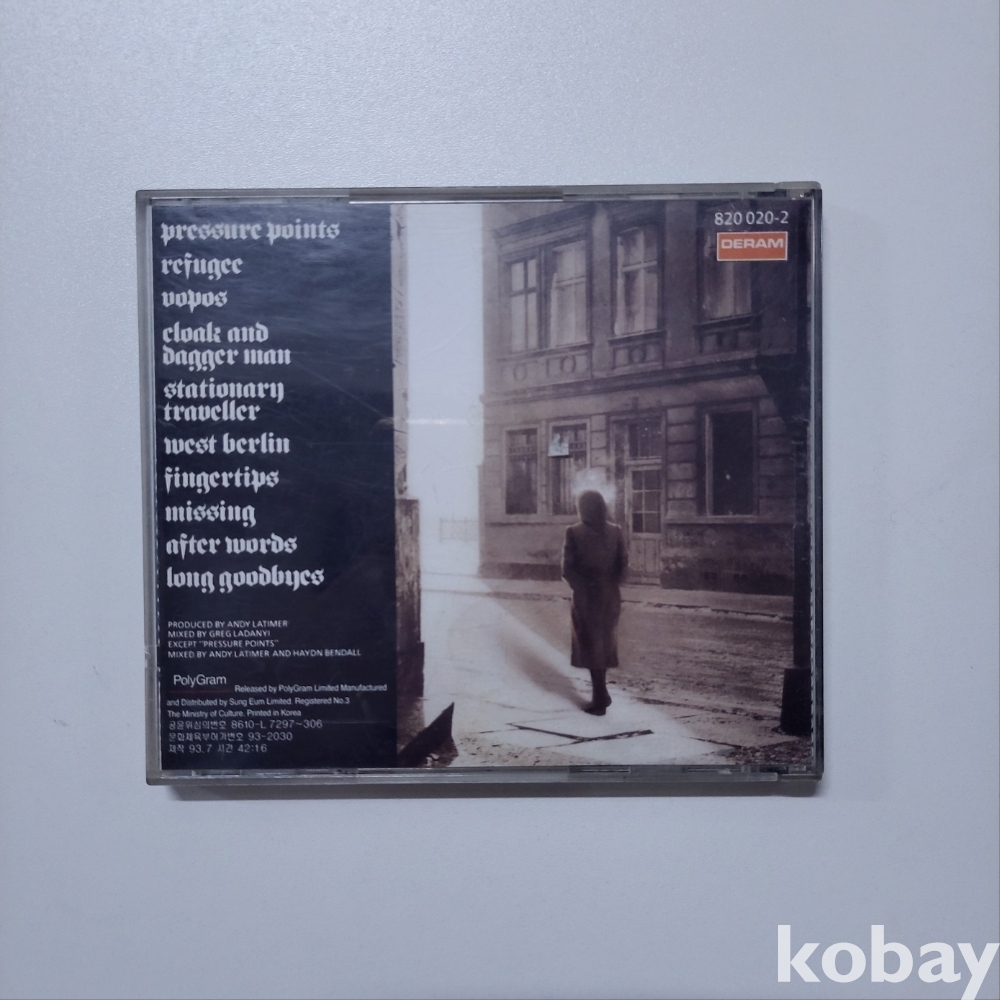 pressure points
refugee
vopos
cloak and
dagger man
stationary
traveller
west berlin
fingertips
missing
after words
long goodbyes
PRODUCED BY ANDY LATIMER
MIXED BY GREG LADANYI
EXCEPT "PRESSURE POINTS"
MIXED BY ANDY LATIMER AND HAYDN BENDALL
PolyGram Released by PolyGram Limited Manufactured
and Distributed by Sung Eum Limited. Registered No.3
The Ministry of Culture. Printed in Korea
공윤위심의번호 8610-L 7297~306
문화체육부허가번호 93-2030
제작 93.7 시간 42:16
820 020-2
DERAM
kobay